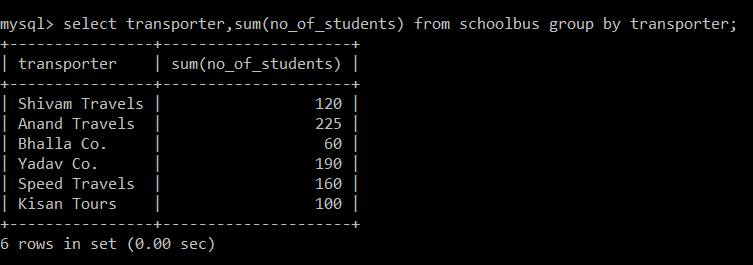 mysql> select transporter,sum(no_of_students) from schoolbus group by transporter;
+----------------+---------------------+
| transporter    | sum(no_of_students) |
+----------------+---------------------+
| Shivam Travels |                 120 |
| Anand Travels  |                 225 |
| Bhalla Co.     |                  60 |
| Yadav Co.      |                 190 |
| Speed Travels  |                 160 |
| Kisan Tours    |                 100 |
+----------------+---------------------+
6 rows in set (0.00 sec)